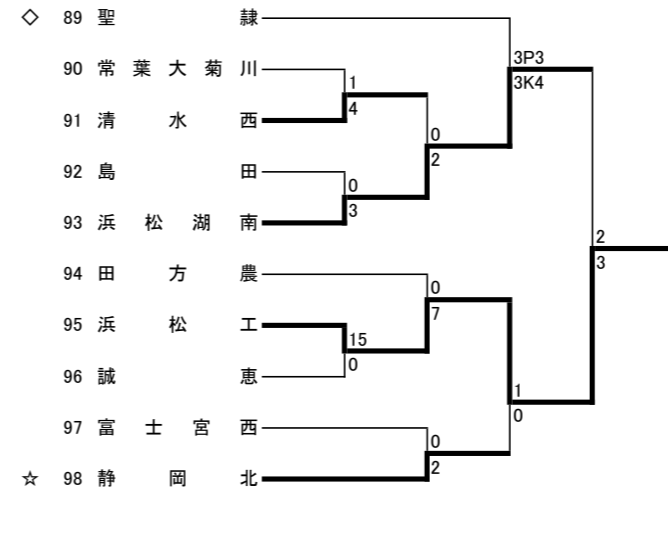 ◇ 89 聖隷
3P3
90 常葉大菊川
3K4
1
4
91 清水西
0
2
92 島田
0
3
93 浜松湖南
2
3
94 田方農
0
7
95 浜松工
15
0
96 誠恵
1
0
97 富士宮西
0
2
☆ 98 静岡北